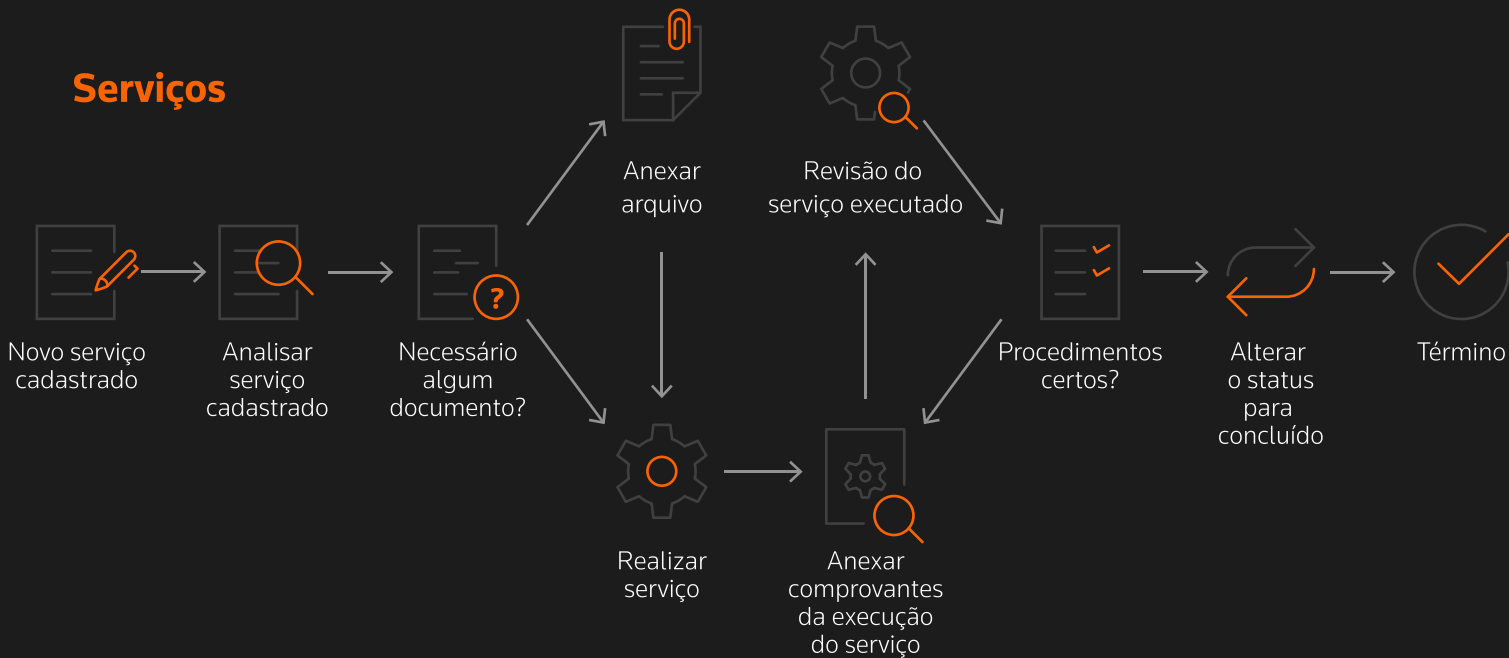 Serviços
Anexar
arquivo
Revisão do
serviço executado
?
Novo serviço
cadastrado
Analisar
serviço
cadastrado
Necessário
algum
documento?
Procedimentos
certos?
Alterar
o status
para
concluído
Término
Realizar
serviço
Anexar
comprovantes
da execução
do serviço